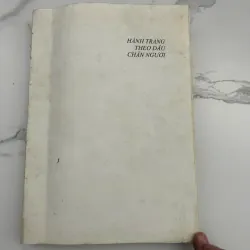 HÀNH TRANG
THEO DẤU
CHÂN NGƯỜI